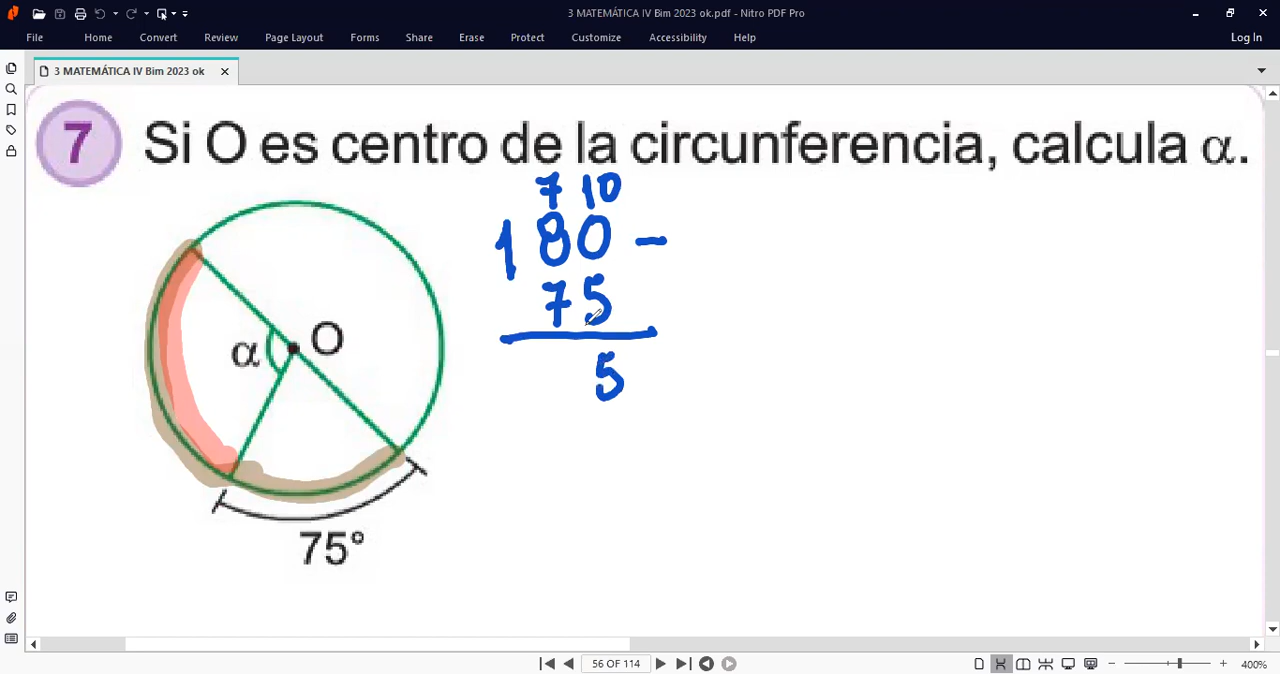 3 MATEMÁTICA IV Bim 2023 ok.pdf - Nitro PDF Pro
File Home Convert Review Page Layout Forms Share Erase Protect Customize Accessibility Help Log In
3 MATEMÁTICA IV Bim 2023 ok
7 Si O es centro de la circunferencia, calcula α.
7 10
180 -
75
5
α O
75°
56 OF 114
400%